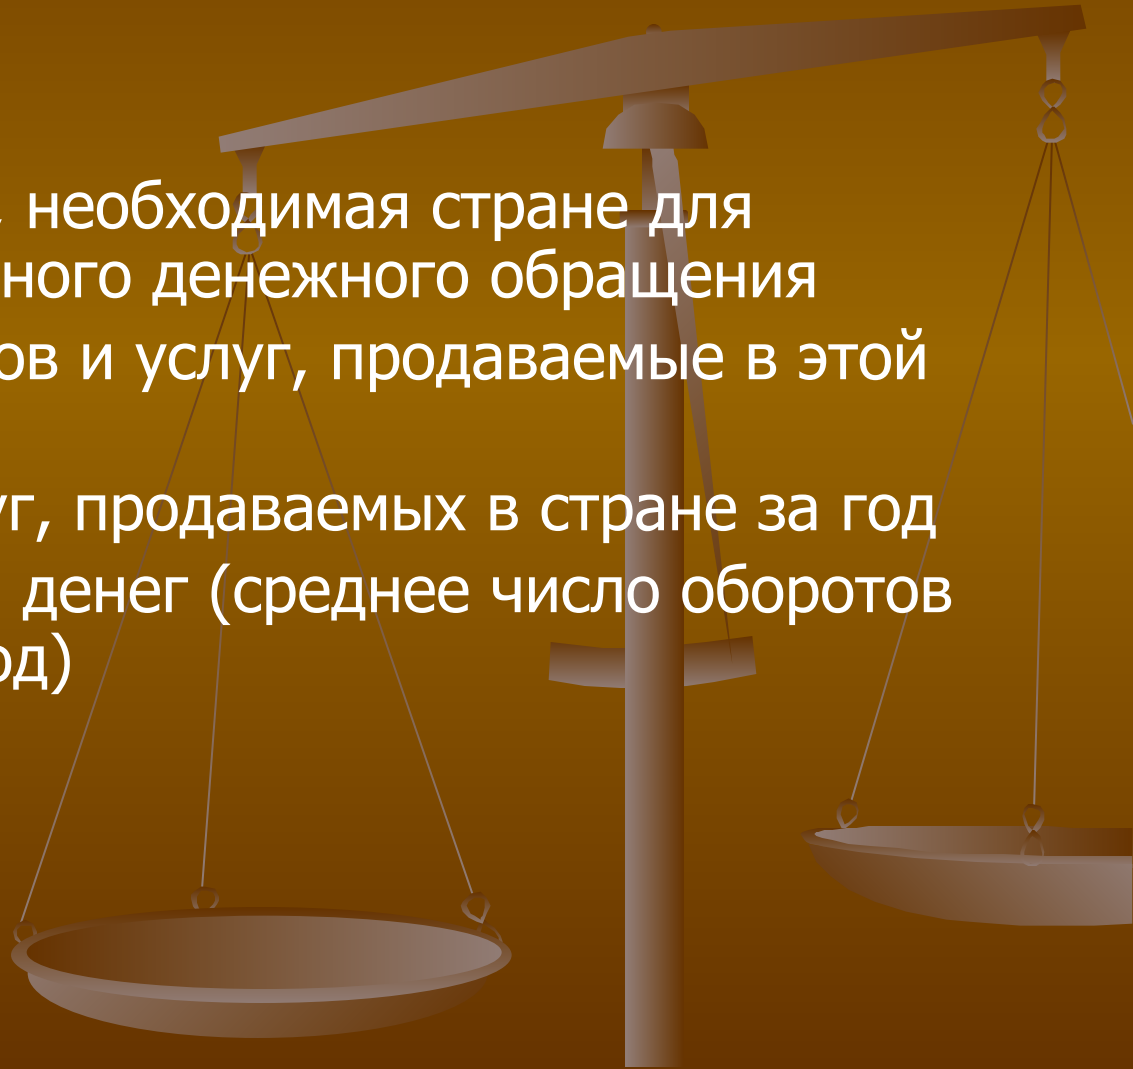 , необходимая стране для
ного денежного обращения
ов и услуг, продаваемые в этой
уг, продаваемых в стране за год
денег (среднее число оборотов
од)